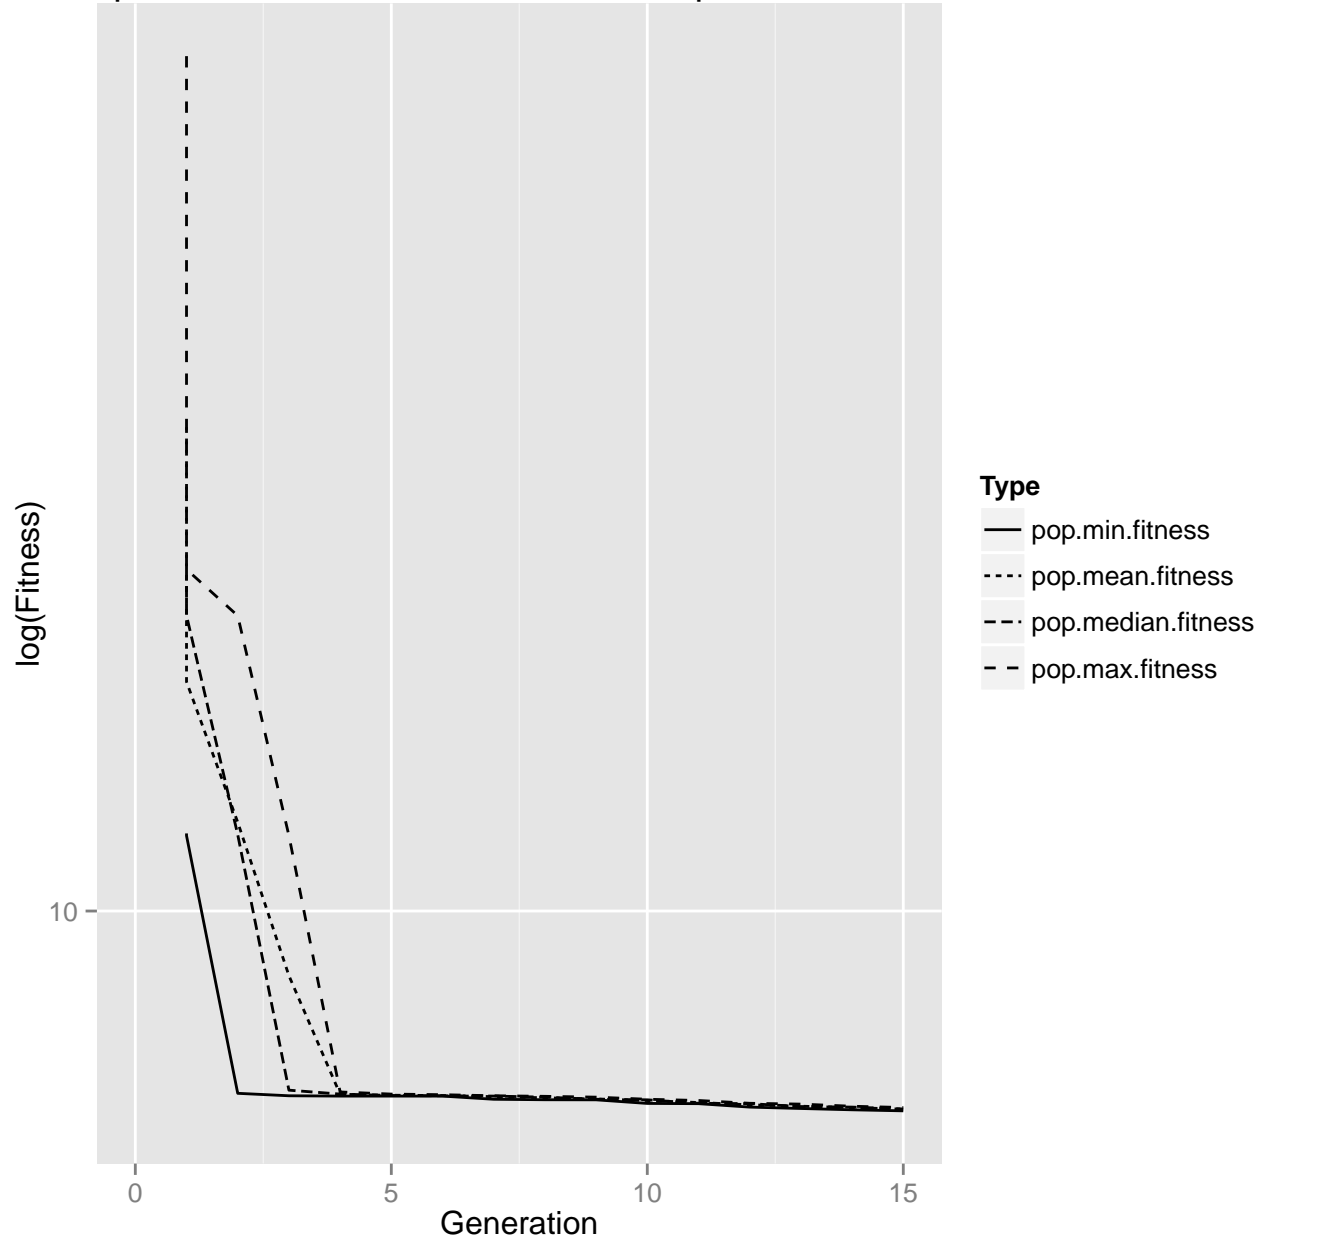 log(Fitness)
10
0 5 10 15
Generation
Type
pop.min.fitness
pop.mean.fitness
pop.median.fitness
pop.max.fitness